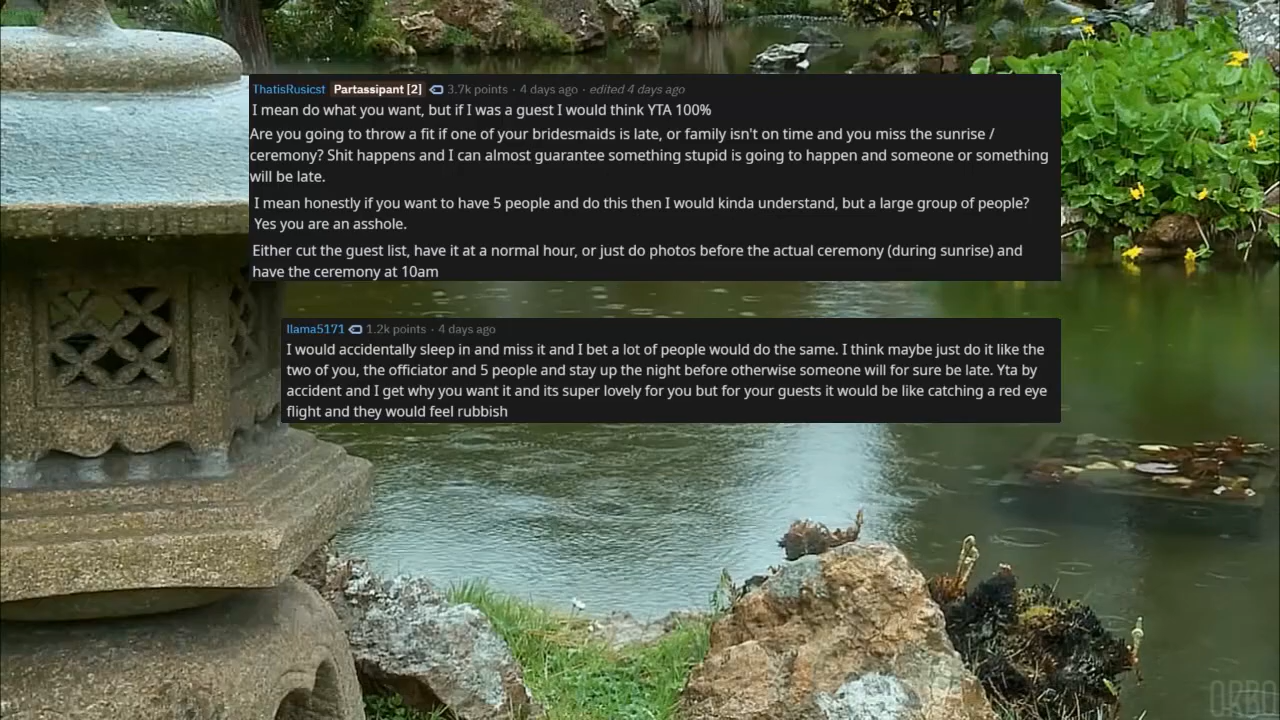 ThatisRusicst Partassipant [2] 3.7k points · 4 days ago · edited 4 days ago
I mean do what you want, but if I was a guest I would think YTA 100%
Are you going to throw a fit if one of your bridesmaids is late, or family isn't on time and you miss the sunrise /
ceremony? Shit happens and I can almost guarantee something stupid is going to happen and someone or something
will be late.
I mean honestly if you want to have 5 people and do this then I would kinda understand, but a large group of people?
Yes you are an asshole.
Either cut the guest list, have it at a normal hour, or just do photos before the actual ceremony (during sunrise) and
have the ceremony at 10am
llama5171 1.2k points · 4 days ago
I would accidentally sleep in and miss it and I bet a lot of people would do the same. I think maybe just do it like the
two of you, the officiator and 5 people and stay up the night before otherwise someone will for sure be late. Yta by
accident and I get why you want it and its super lovely for you but for your guests it would be like catching a red eye
flight and they would feel rubbish
ORBO